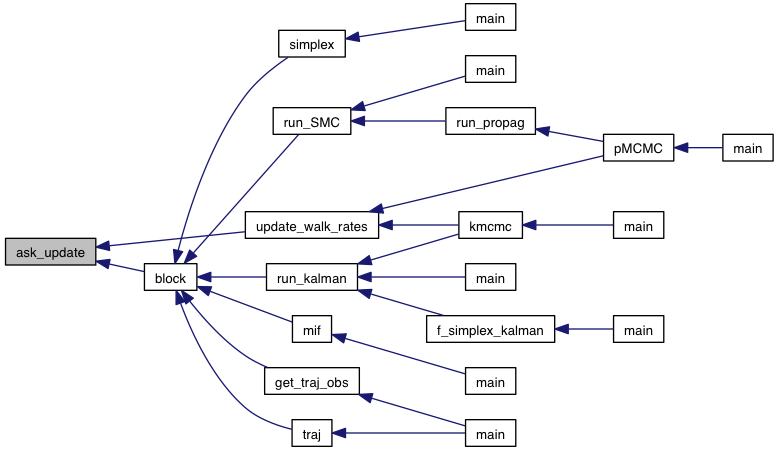 main
simplex
main
run_SMC
run_propag
pMCMC
main
update_walk_rates
kmcmc
main
ask_update
block
run_kalman
main
mif
f_simplex_kalman
main
get_traj_obs
main
traj
main